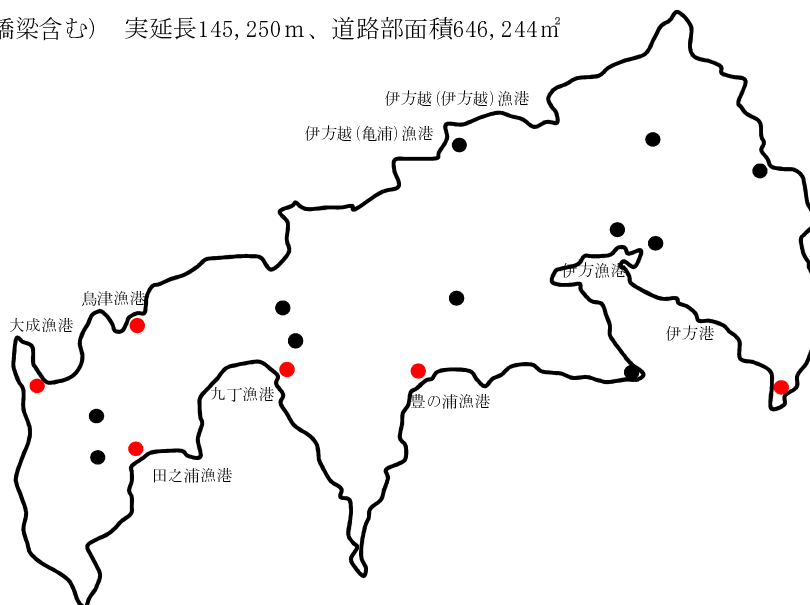 橋梁含む） 実延長145,250ｍ、道路部面積646,244㎡
伊方越(伊方越)漁港
伊方越(亀浦)漁港
伊方漁港
鳥津漁港
大成漁港
伊方港
九丁漁港
豊の浦漁港
田之浦漁港